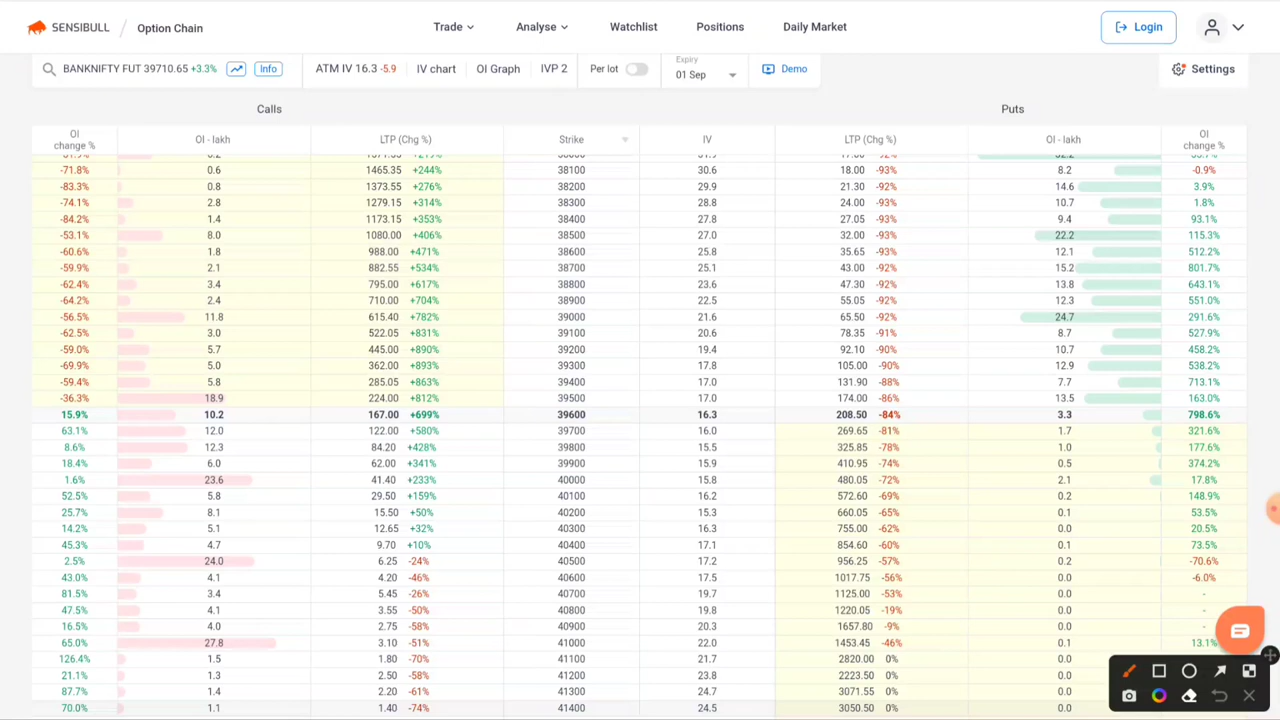 SENSIBULL / Option Chain Trade Analyse Watchlist Positions Daily Market Login
BANKNIFTY FUT 39710.65 +3.3% Info ATM IV 16.3 -5.9 IV chart OI Graph IVP 2 Per lot Expiry 01 Sep Demo Settings
Calls Puts
OI change % OI - lakh LTP (Chg %) Strike IV LTP (Chg %) OI - lakh OI change %
-71.8% 0.6 1465.35 +244% 38100 30.6 18.00 -93% 8.2 -0.9%
-83.3% 0.8 1373.55 +276% 38200 29.9 21.30 -92% 14.6 3.9%
-74.1% 2.8 1279.15 +314% 38300 28.8 24.00 -93% 10.7 1.8%
-84.2% 1.4 1173.15 +353% 38400 27.8 27.05 -93% 9.4 93.1%
-53.1% 8.0 1080.00 +406% 38500 27.0 32.00 -93% 22.2 115.3%
-60.6% 1.8 988.00 +471% 38600 25.8 35.65 -93% 12.1 512.2%
-59.9% 2.1 882.55 +534% 38700 25.1 43.00 -92% 15.2 801.7%
-62.4% 3.4 795.00 +617% 38800 23.6 47.30 -92% 13.8 643.1%
-64.2% 2.4 710.00 +704% 38900 22.5 55.05 -92% 12.3 551.0%
-56.5% 11.8 615.40 +782% 39000 21.6 65.50 -92% 24.7 291.6%
-62.5% 3.0 522.05 +831% 39100 20.6 78.35 -91% 8.7 527.9%
-59.0% 5.7 445.00 +890% 39200 19.4 92.10 -90% 10.7 458.2%
-69.9% 5.0 362.00 +893% 39300 17.8 105.00 -90% 12.9 538.2%
-59.4% 5.8 285.05 +863% 39400 17.0 131.90 -88% 7.7 713.1%
-36.3% 18.9 224.00 +812% 39500 17.0 174.00 -86% 13.5 163.0%
15.9% 10.2 167.00 +699% 39600 16.3 208.50 -84% 3.3 798.6%
63.1% 12.0 122.00 +580% 39700 16.0 269.65 -81% 1.7 321.6%
8.6% 12.3 84.20 +428% 39800 15.5 325.85 -78% 1.0 177.6%
18.4% 6.0 62.00 +341% 39900 15.9 410.95 -74% 0.5 374.2%
1.6% 23.6 41.40 +233% 40000 15.8 480.05 -72% 2.1 17.8%
52.5% 5.8 29.50 +159% 40100 16.2 572.60 -69% 0.2 148.9%
25.7% 8.1 15.50 +50% 40200 15.3 660.05 -65% 0.1 53.5%
14.2% 5.1 12.65 +32% 40300 16.3 755.00 -62% 0.0 20.5%
45.3% 4.7 9.70 +10% 40400 17.1 854.60 -60% 0.1 73.5%
2.5% 24.0 6.25 -24% 40500 17.2 956.25 -57% 0.2 -70.6%
43.0% 4.1 4.20 -46% 40600 17.5 1017.75 -56% 0.0 -6.0%
81.5% 3.4 5.45 -26% 40700 19.7 1125.00 -53% 0.0 -
47.5% 4.1 3.55 -50% 40800 19.8 1220.05 -19% 0.0 -
16.5% 4.0 2.75 -58% 40900 20.3 1657.80 -9% 0.0 -
65.0% 27.8 3.10 -51% 41000 22.0 1453.45 -46% 0.1 13.1%
126.4% 1.5 1.80 -70% 41100 21.7 2820.00 0% 0.0
21.1% 1.3 2.50 -58% 41200 23.8 2223.50 0% 0.0
87.7% 1.4 2.20 -61% 41300 24.7 3071.55 0% 0.0
70.0% 1.1 1.40 -74% 41400 24.5 3050.50 0% 0.0